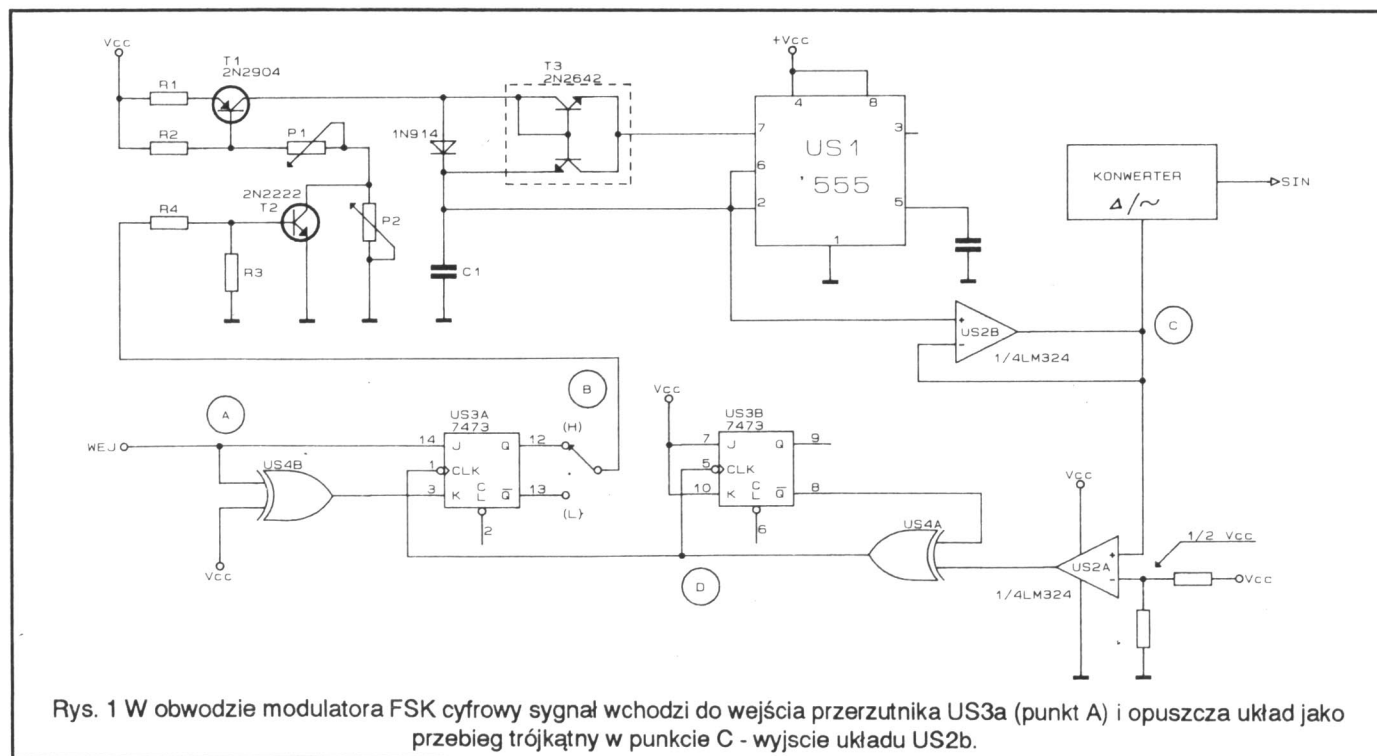 Vcc
T1
2N2904
R1
R2
P1
2N2222
T2
R4
R3
P2
1N914
C1
T3
2N2642
+Vcc
4
8
7
3
6
US1
'555
2
5
1
KONWERTER
Δ/~
SIN
US2B
1/4LM324
C
A
B
WEJ
US4B
Vcc
US3A
7473
14
J
Q
12
(H)
1
CLK
3
K
C
L
Q̅
13
(L}
2
Vcc
US3B
7473
7
J
Q
9
5
CLK
10
K
C
L
Q̅
8
6
US4A
D
Vcc
US2A
1/4LM324
+
-
1/2 Vcc
Vcc
Rys. 1 W obwodzie modulatora FSK cyfrowy sygnał wchodzi do wejścia przerzutnika US3a (punkt A) i opuszcza układ jako
przebieg trójkątny w punkcie C - wyjscie układu US2b.